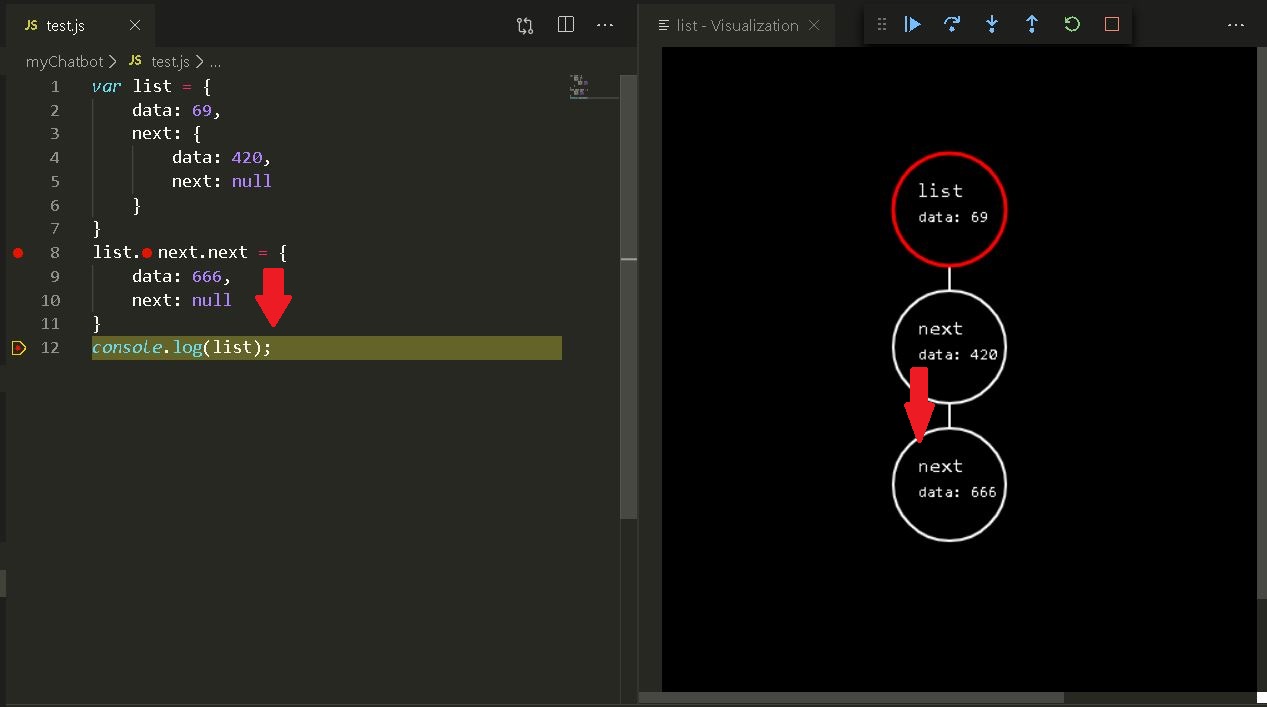 JS test.js
list - Visualization
myChatbot > JS test.js > ...
1 var list = {
2 data: 69,
3 next: {
4 data: 420,
5 next: null
6 }
7 }
8 list. next.next = {
9 data: 666,
10 next: null
11 }
12 console.log(list);
list
data: 69
next
data: 420
next
data: 666